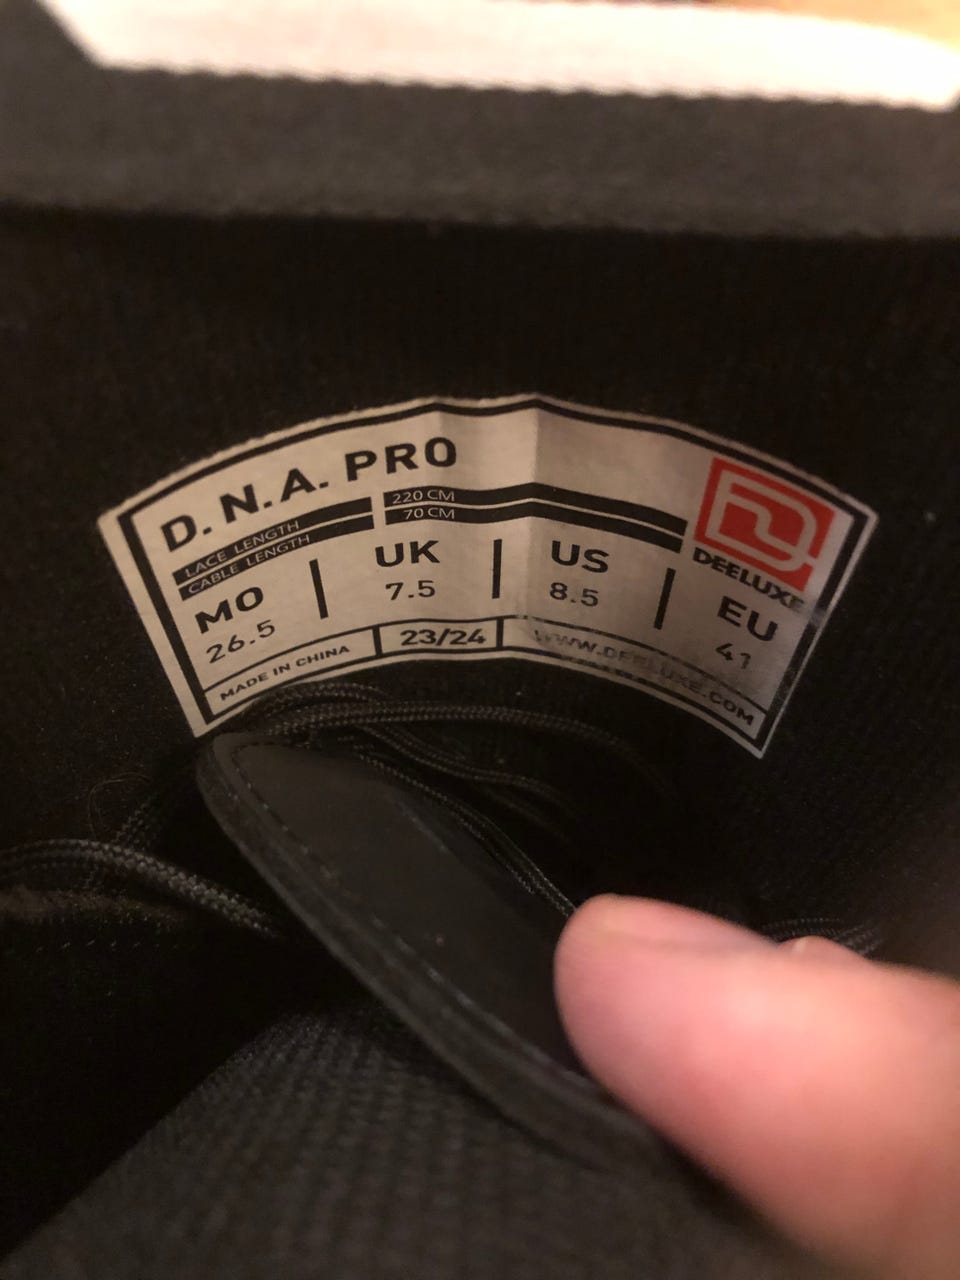 D. N. A. PRO
LACE LENGTH 220 CM
CABLE LENGTH 70 CM
DEELUXE
MO UK US EU
26.5 7.5 8.5 41
MADE IN CHINA 23/24 WWW.DEELUXE.COM